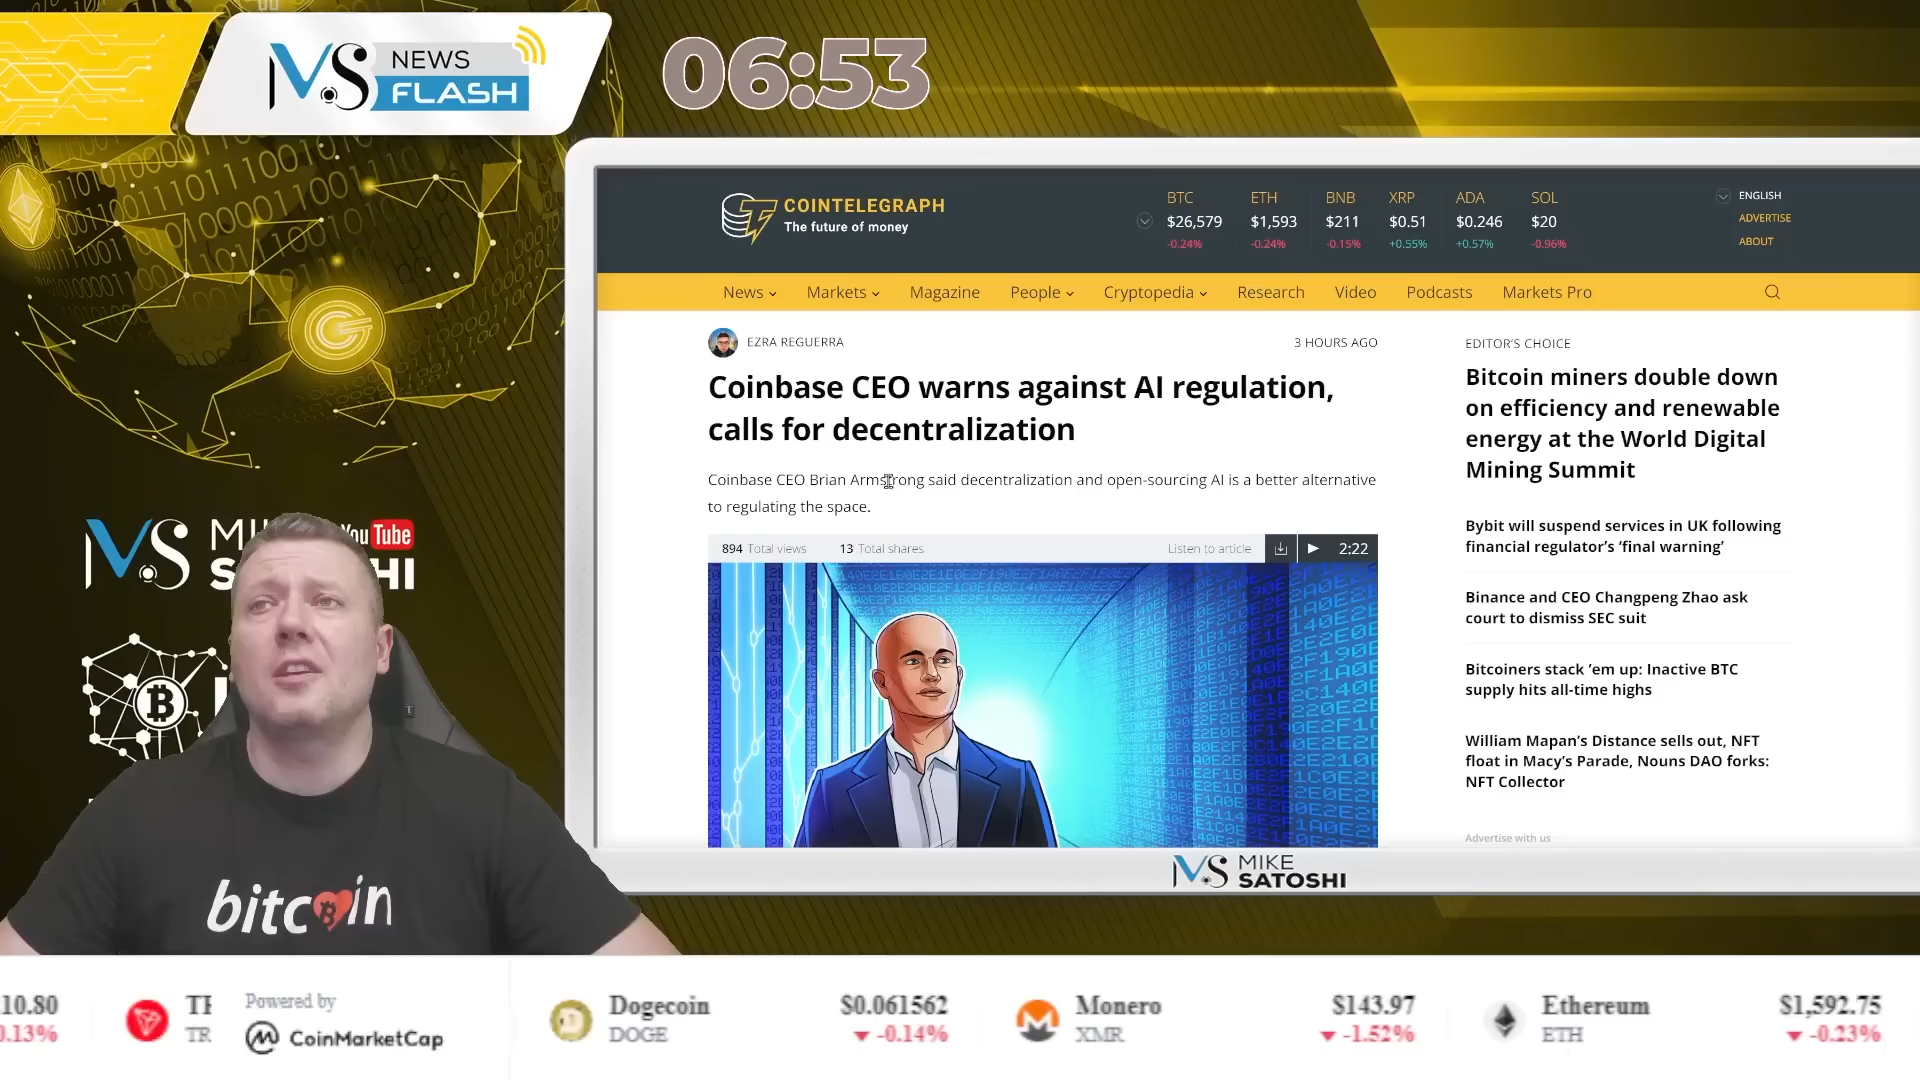 MS NEWS
FLASH
06:53
COINTELEGRAPH
The future of money
BTC ETH BNB XRP ADA SOL
$26,579 $1,593 $211 $0.51 $0.246 $20
-0.24% -0.24% -0.15% +0.55% +0.57% -0.96%
ENGLISH
ADVERTISE
ABOUT
News Markets Magazine People Cryptopedia Research Video Podcasts Markets Pro
EZRA REGUERRA
3 HOURS AGO
Coinbase CEO warns against AI regulation,
calls for decentralization
Coinbase CEO Brian Armstrong said decentralization and open-sourcing AI is a better alternative
to regulating the space.
894 Total views 13 Total shares Listen to article 2:22
EDITOR'S CHOICE
Bitcoin miners double down
on efficiency and renewable
energy at the World Digital
Mining Summit
Bybit will suspend services in UK following
financial regulator's 'final warning'
Binance and CEO Changpeng Zhao ask
court to dismiss SEC suit
Bitcoiners stack 'em up: Inactive BTC
supply hits all-time highs
William Mapan's Distance sells out, NFT
float in Macy's Parade, Nouns DAO forks:
NFT Collector
Advertise with us
MS MIKE
SATOSHI
MS
You Tube
bitcoin
10.80
0.13%
Powered by
CoinMarketCap
Dogecoin $0.061562
DOGE -0.14%
Monero $143.97
XMR -1.52%
Ethereum $1,592.75
ETH -0.23%